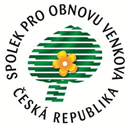 SPOLEK PRO OBNOVU VENKOVA
ČESKÁ REPUBLIKA